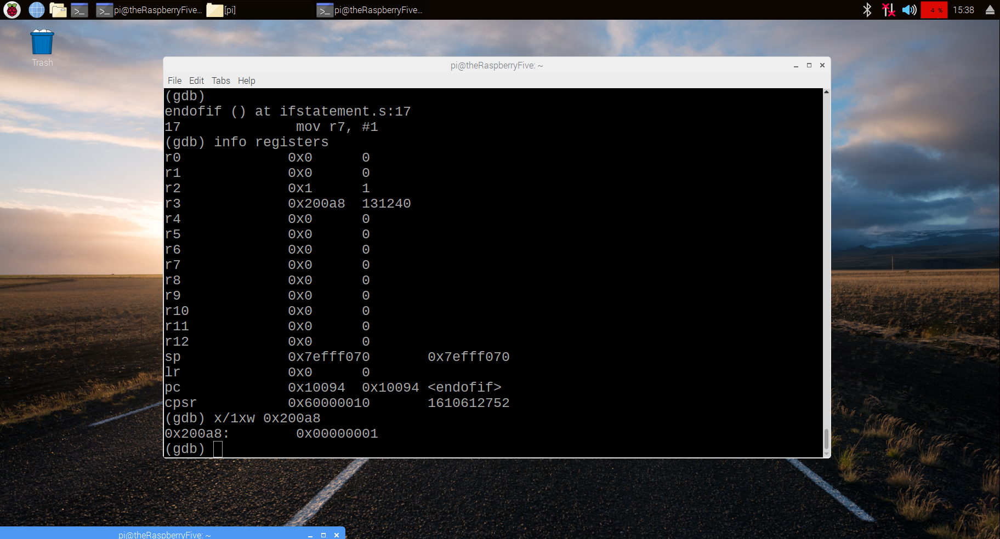 pi@theRaspberryFive... [pi] pi@theRaspberryFive... 4 % 15:38
Trash
pi@theRaspberryFive: ~
File Edit Tabs Help
(gdb)
endofif () at ifstatement.s:17
17 mov r7, #1
(gdb) info registers
r0 0x0 0
r1 0x0 0
r2 0x1 1
r3 0x200a8 131240
r4 0x0 0
r5 0x0 0
r6 0x0 0
r7 0x0 0
r8 0x0 0
r9 0x0 0
r10 0x0 0
r11 0x0 0
r12 0x0 0
sp 0x7efff070 0x7efff070
lr 0x0 0
pc 0x10094 0x10094 <endofif>
cpsr 0x60000010 1610612752
(gdb) x/1xw 0x200a8
0x200a8: 0x00000001
(gdb)
pi@theRaspberryFive: ~